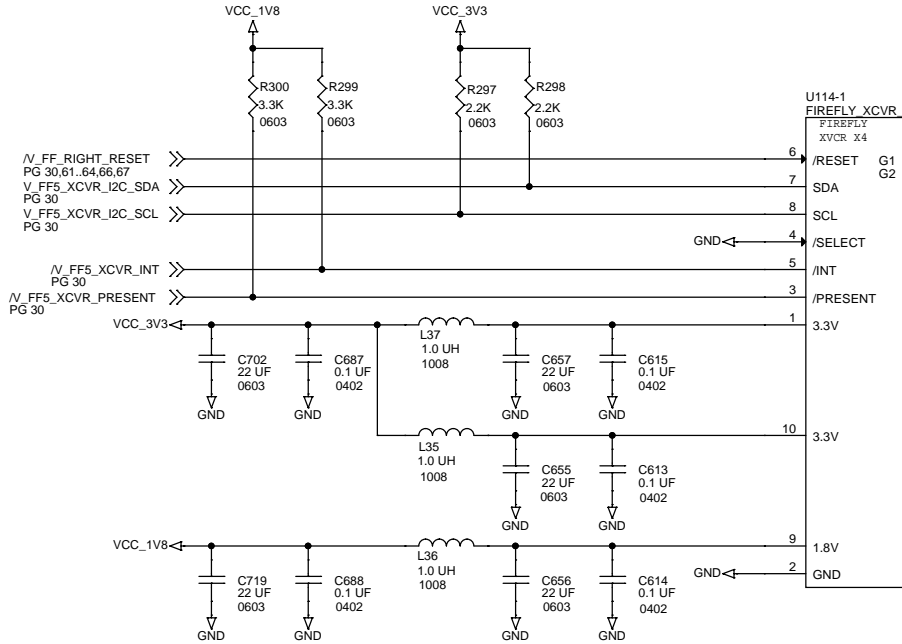 VCC_1V8
VCC_3V3
R300
3.3K
0603
R299
3.3K
0603
R297
2.2K
0603
R298
2.2K
0603
U114-1
FIREFLY_XCVR_
FIREFLY
XVCR X4
/V_FF_RIGHT_RESET
PG 30,61..64,66,67
6
/RESET
G1
G2
V_FF5_XCVR_I2C_SDA
PG 30
7
SDA
V_FF5_XCVR_I2C_SCL
PG 30
8
SCL
GND
4
/SELECT
/V_FF5_XCVR_INT
PG 30
5
/INT
/V_FF5_XCVR_PRESENT
PG 30
3
/PRESENT
VCC_3V3
1
3.3V
L37
1.0 UH
1008
C702
22 UF
0603
GND
C687
0.1 UF
0402
GND
C657
22 UF
0603
GND
C615
0.1 UF
0402
GND
10
3.3V
L35
1.0 UH
1008
C655
22 UF
0603
GND
C613
0.1 UF
0402
GND
VCC_1V8
9
1.8V
L36
1.0 UH
1008
GND
2
GND
C719
22 UF
0603
GND
C688
0.1 UF
0402
GND
C656
22 UF
0603
GND
C614
0.1 UF
0402
GND